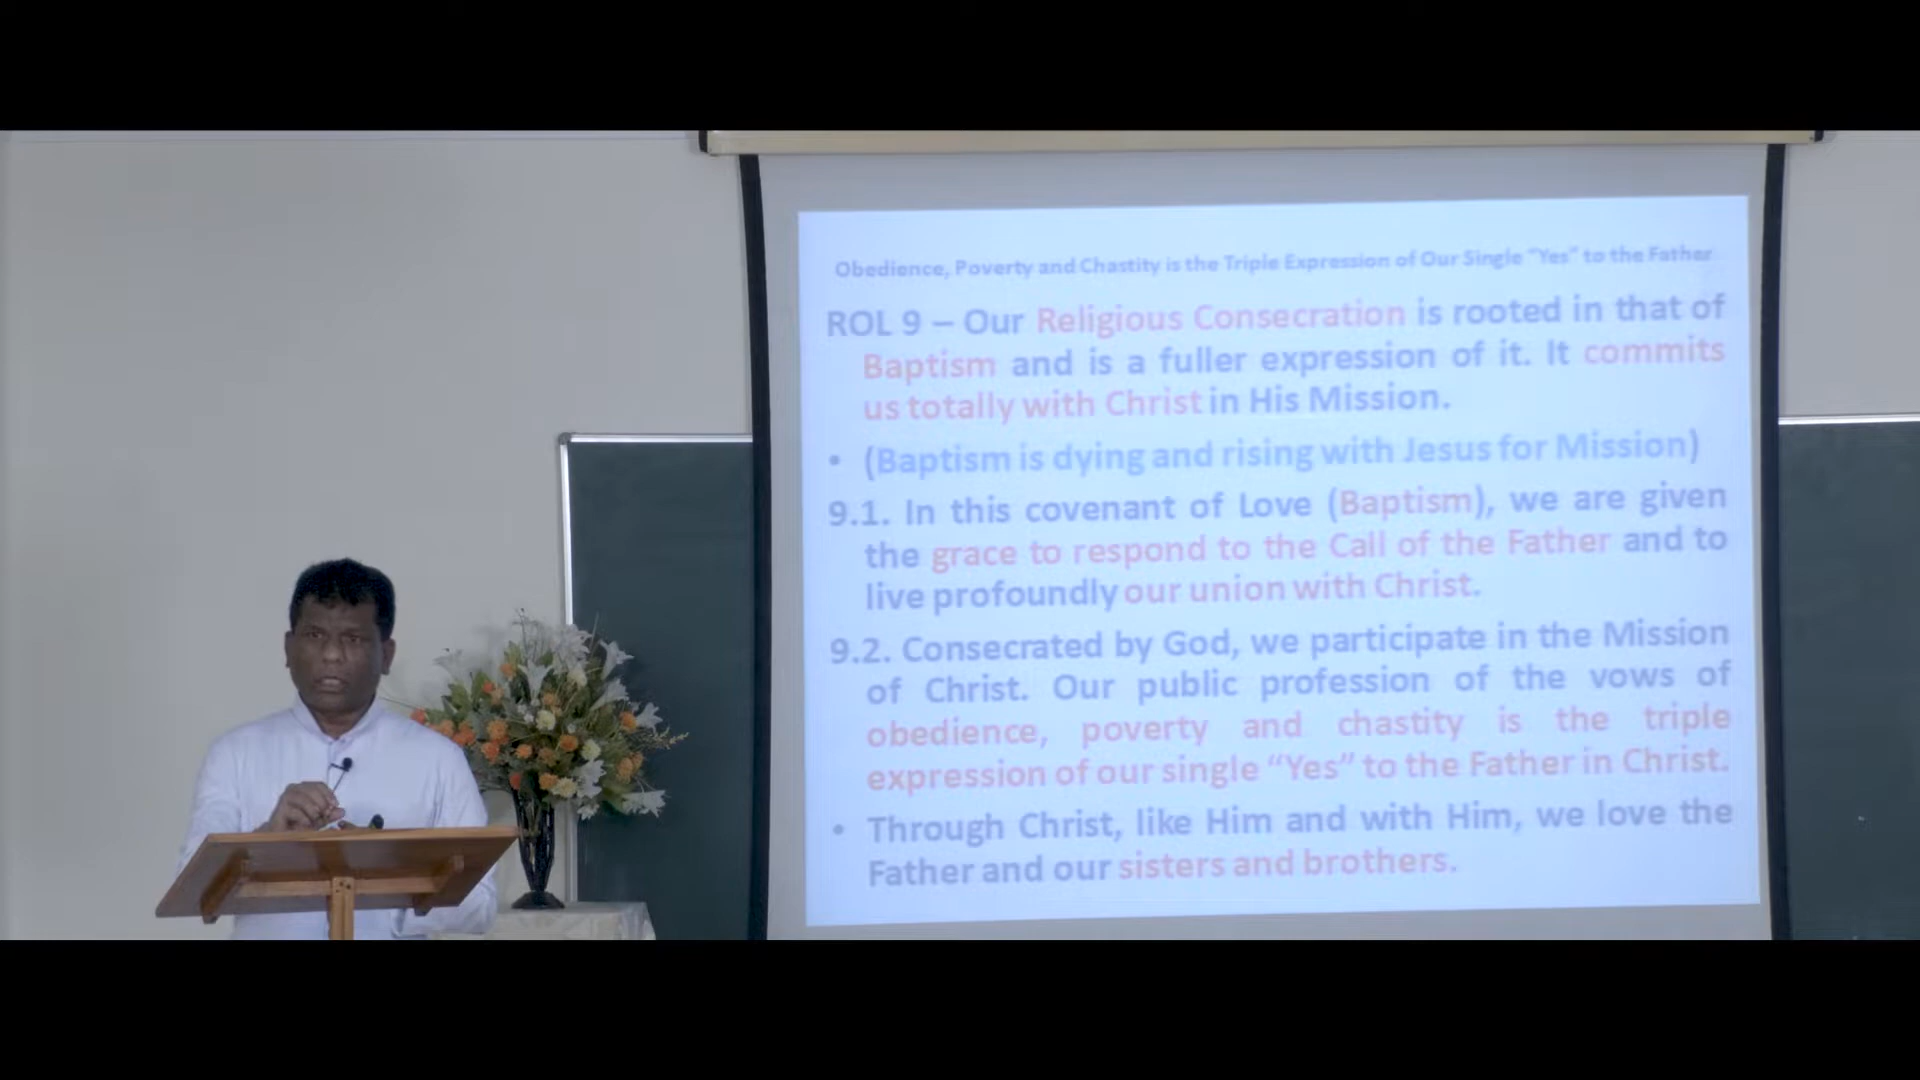 Obedience, Poverty and Chastity is the Triple Expression of Our Single “Yes” to the Father
ROL 9 – Our Religious Consecration is rooted in that of
Baptism and is a fuller expression of it. It commits
us totally with Christ in His Mission.
• (Baptism is dying and rising with Jesus for Mission)
9.1. In this covenant of Love (Baptism), we are given
the grace to respond to the Call of the Father and to
live profoundly our union with Christ.
9.2. Consecrated by God, we participate in the Mission
of Christ. Our public profession of the vows of
obedience, poverty and chastity is the triple
expression of our single “Yes” to the Father in Christ.
• Through Christ, like Him and with Him, we love the
Father and our sisters and brothers.